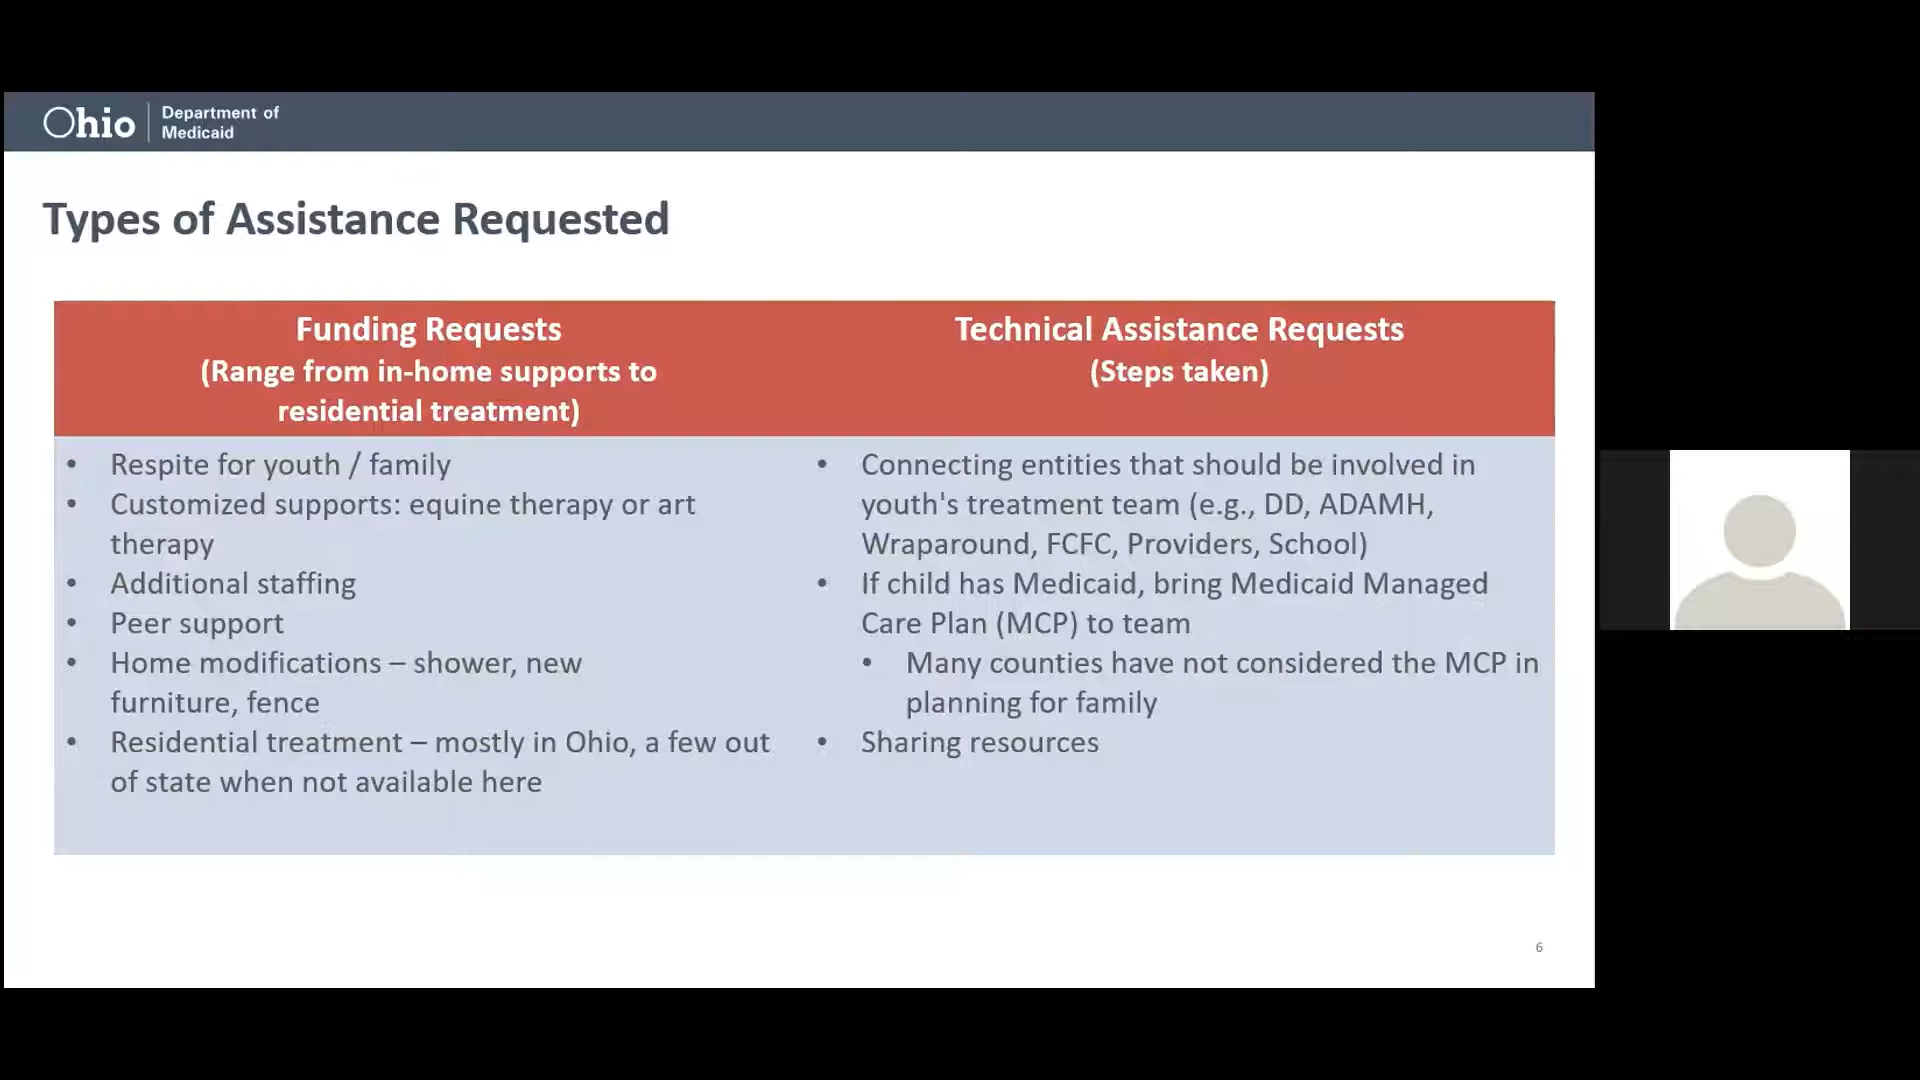 Ohio
Department of
Medicaid
Types of Assistance Requested
Funding Requests
(Range from in-home supports to
residential treatment)
• Respite for youth / family
• Customized supports: equine therapy or art
therapy
• Additional staffing
• Peer support
• Home modifications – shower, new
furniture, fence
• Residential treatment – mostly in Ohio, a few out
of state when not available here
Technical Assistance Requests
(Steps taken)
• Connecting entities that should be involved in
youth's treatment team (e.g., DD, ADAMH,
Wraparound, FCFC, Providers, School)
• If child has Medicaid, bring Medicaid Managed
Care Plan (MCP) to team
• Many counties have not considered the MCP in
planning for family
• Sharing resources
6